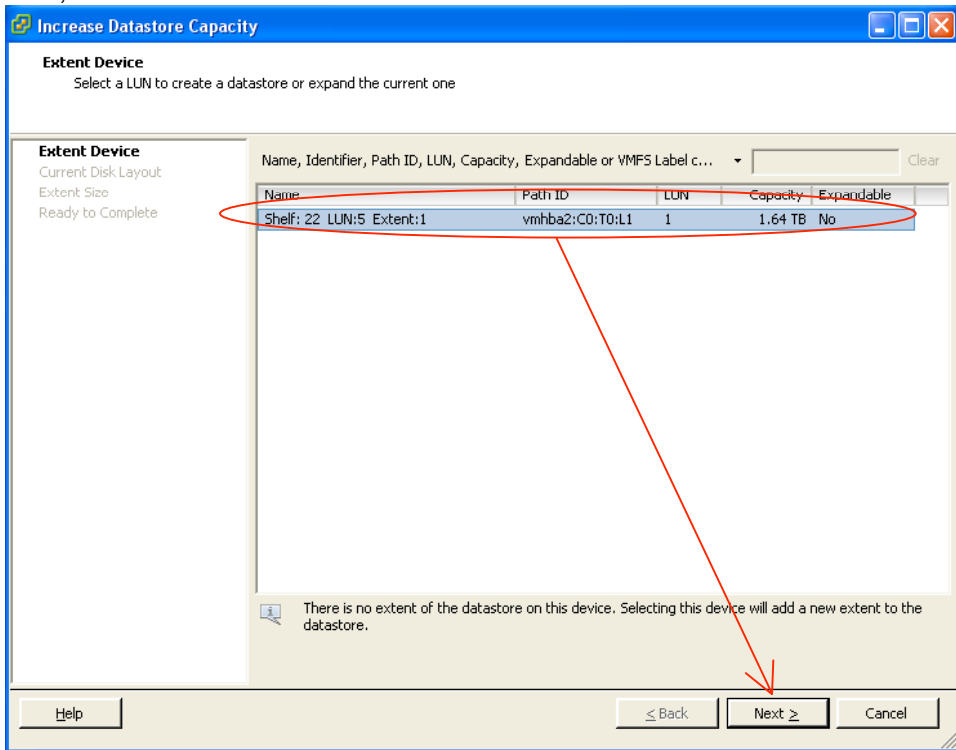 Increase Datastore Capacity
Extent Device
Select a LUN to create a datastore or expand the current one
Extent Device
Current Disk Layout
Extent Size
Ready to Complete
Name, Identifier, Path ID, LUN, Capacity, Expandable or VMFS Label c...
Clear
Name Path ID LUN Capacity Expandable
Shelf: 22 LUN:5 Extent:1 vmhba2:C0:T0:L1 1 1.64 TB No
There is no extent of the datastore on this device. Selecting this device will add a new extent to the
datastore.
Help ≤ Back Next ≥ Cancel